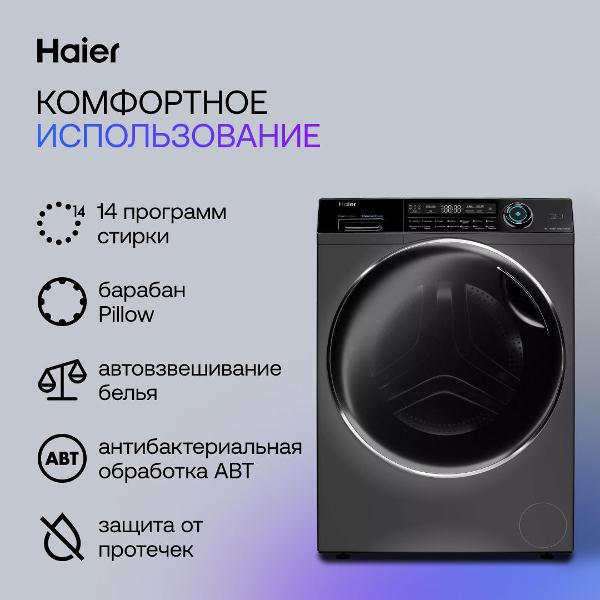 Haier
КОМФОРТНОЕ
ИСПОЛЬЗОВАНИЕ
14
14 программ
стирки
барабан
Pillow
автовзвешивание
белья
ABT
антибактериальная
обработка ABT
защита от
протечек
Haier